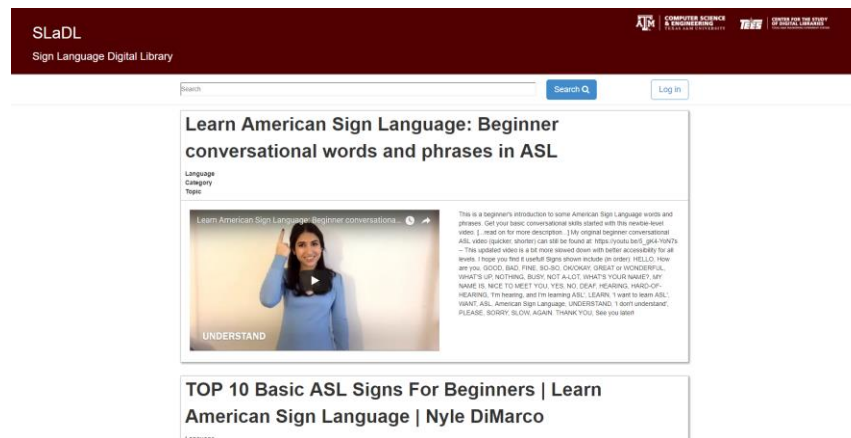 SLaDL
Sign Language Digital Library
COMPUTER SCIENCE
& ENGINEERING
TEXAS A&M UNIVERSITY
TEES
CENTER FOR THE STUDY
OF DIGITAL LIBRARIES
Search
Search
Log in
Learn American Sign Language: Beginner
conversational words and phrases in ASL
Language
Category
Topic
Learn American Sign Language: Beginner conversationa...
UNDERSTAND
This is a beginner's introduction to some American Sign Language words and
phrases. Get your basic conversational skills started with this newbie-level
video. [...read on for more description...] My original beginner conversational
ASL video (quicker, shorter) can still be found at: https://youtu.be/5_gK4-YiiNTs
– This updated video is a bit more slowed down with better accessibility for all
levels. I hope you find it useful! Signs shown include (in order): HELLO, How
are you, GOOD, BAD, FINE, SO-SO, OK/OKAY, GREAT or WONDERFUL,
WHAT'S UP, NOTHING, BUSY, NOT A-LOT, WHAT'S YOUR NAME?, MY
NAME IS, NICE TO MEET YOU, YES, NO, DEAF, HEARING, HARD-OF-
HEARING, 'I'm hearing, and I'm learning ASL', LEARN, 'I want to learn ASL',
WANT, ASL, American Sign Language, UNDERSTAND, 'I don't understand',
PLEASE, SORRY, SLOW, AGAIN, THANK YOU, See you later!
TOP 10 Basic ASL Signs For Beginners | Learn
American Sign Language | Nyle DiMarco